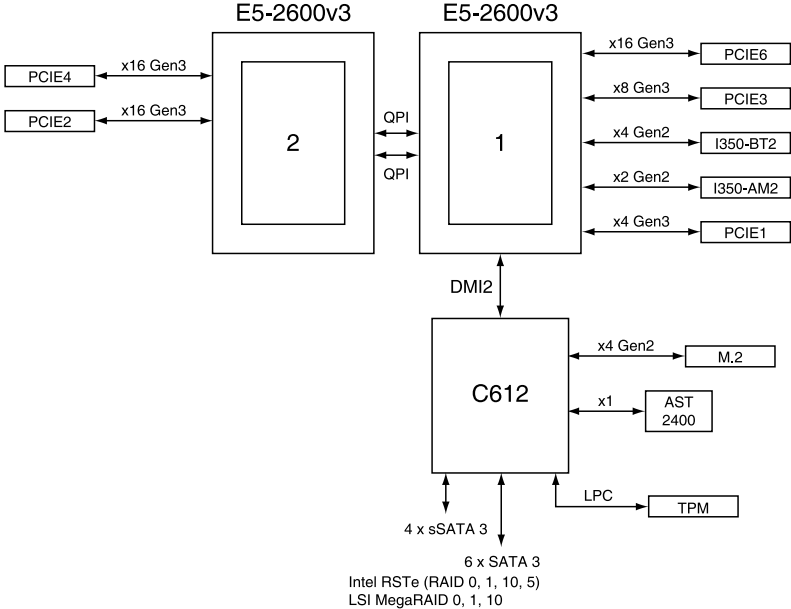 E5-2600v3
E5-2600v3
PCIE4
x16 Gen3
PCIE2
x16 Gen3
2
QPI
QPI
1
x16 Gen3
PCIE6
x8 Gen3
PCIE3
x4 Gen2
I350-BT2
x2 Gen2
I350-AM2
x4 Gen3
PCIE1
DMI2
C612
x4 Gen2
M.2
x1
AST
2400
LPC
TPM
4 x sSATA 3
6 x SATA 3
Intel RSTe (RAID 0, 1, 10, 5)
LSI MegaRAID 0, 1, 10